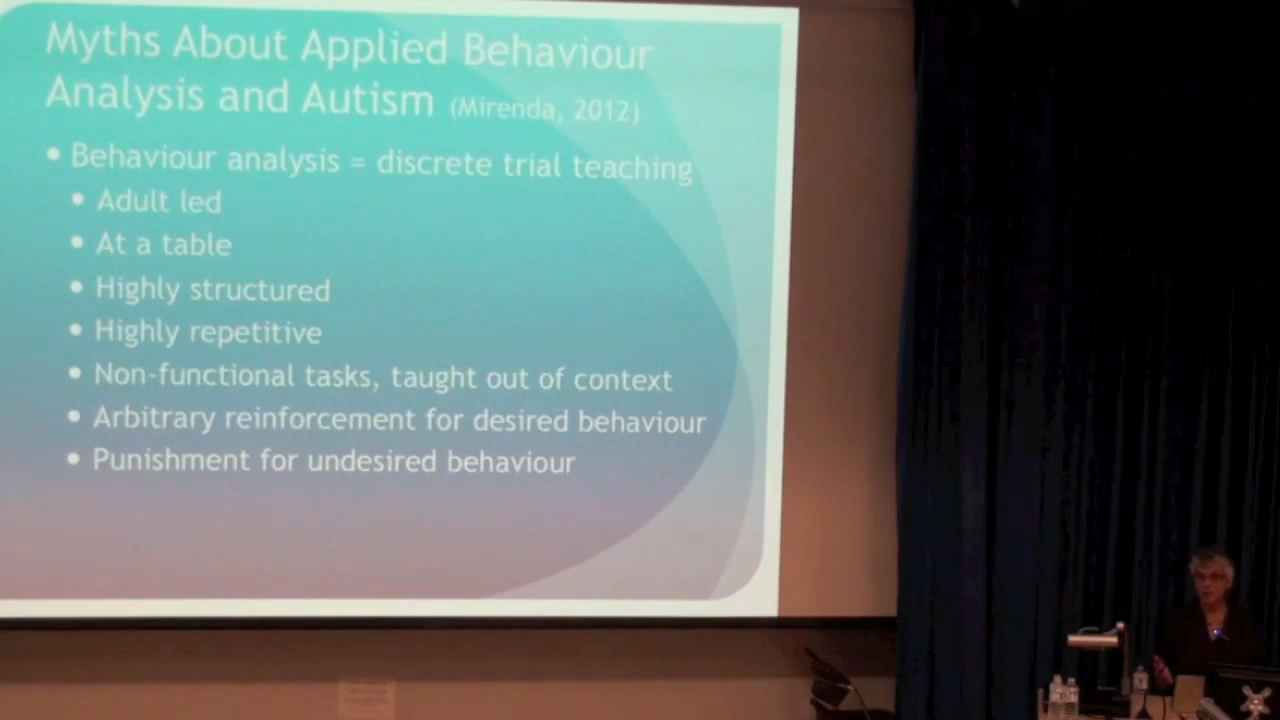 Myths About Applied Behaviour
Analysis and Autism (Mirenda, 2012)
• Behaviour analysis = discrete trial teaching
• Adult led
• At a table
• Highly structured
• Highly repetitive
• Non-functional tasks, taught out of context
• Arbitrary reinforcement for desired behaviour
• Punishment for undesired behaviour